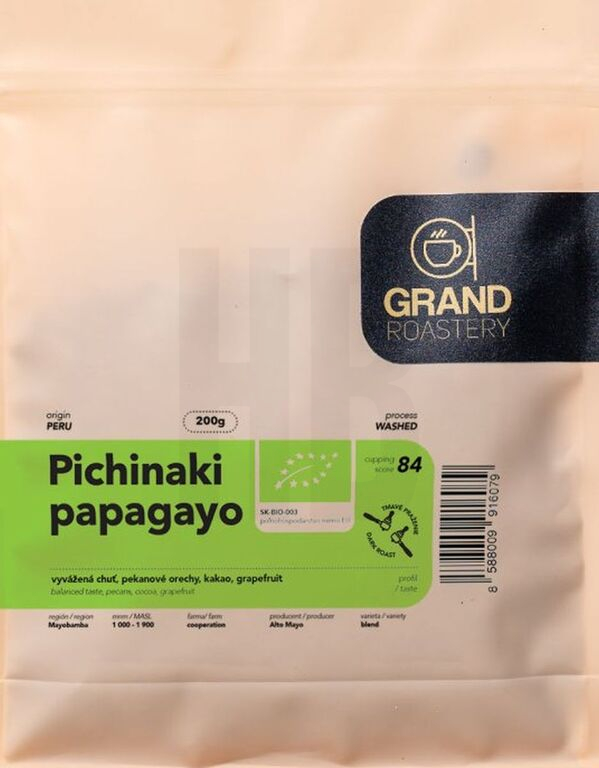 GRAND
ROASTERY
origin
PERU
200g
process
WASHED
Pichinaki
papagayo
SK-BIO-003
poľnohospodárstvo mimo EÚ
cupping
score 84
TMAVÉ PRAŽENIE
DARK ROAST
vyvážená chuť, pekanové orechy, kakao, grapefruit
balanced taste, pecans, cocoa, grapefruit
profil
/ taste
región / region
Mayobamba
mnm / MASL
1 000 - 1 900
farma/ farm
cooperation
producent / producer
Alto Mayo
varieta / variety
blend
8 588009 916079
HB